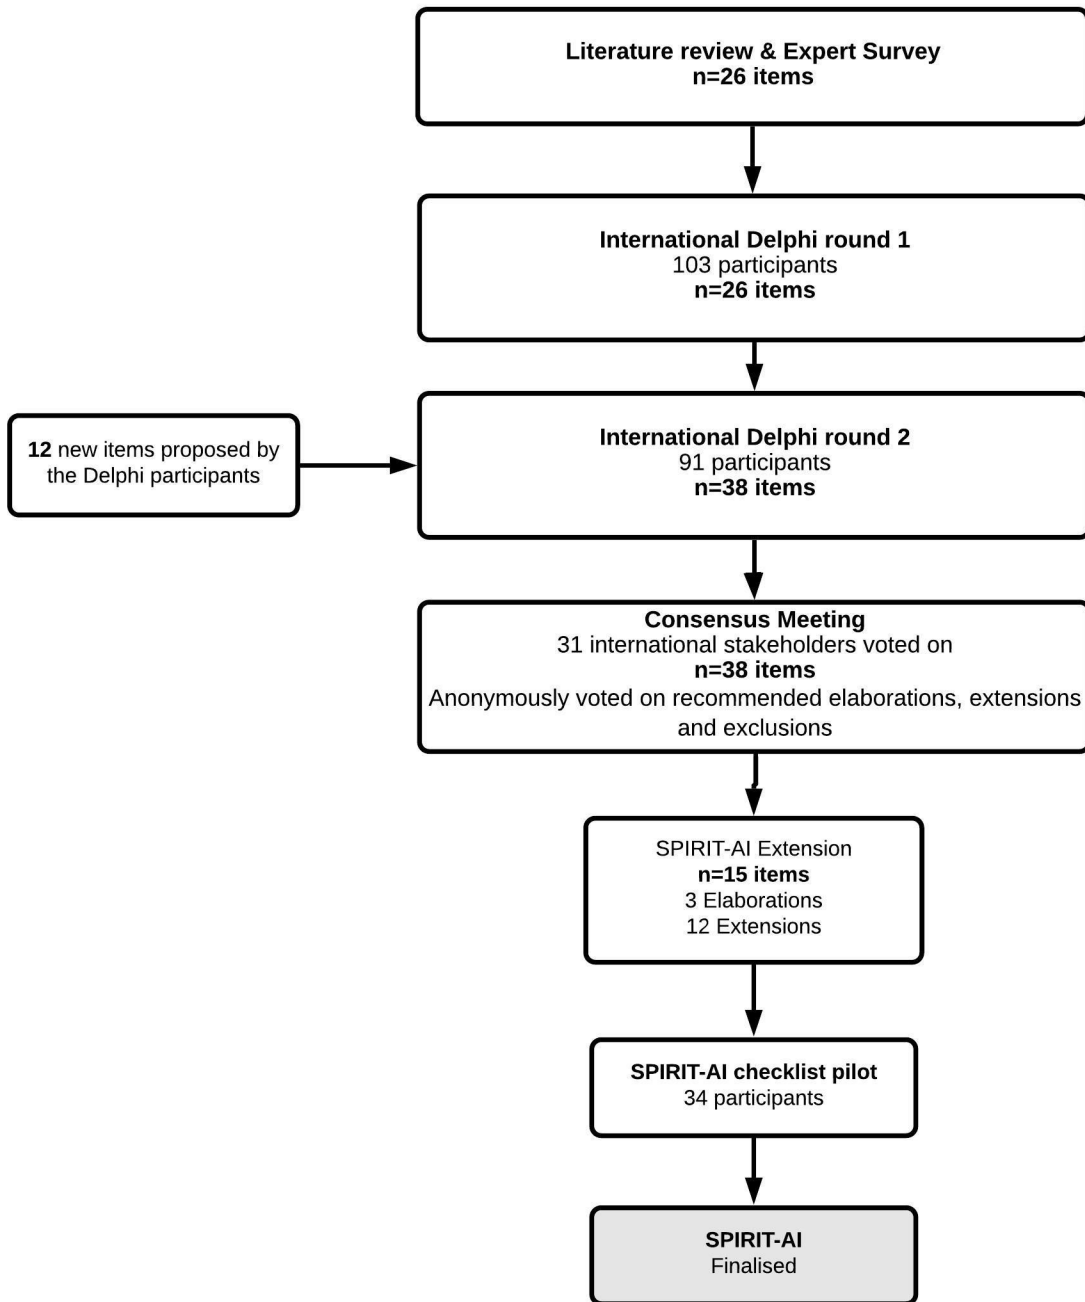 Literature review & Expert Survey
n=26 items
International Delphi round 1
103 participants
n=26 items
12 new items proposed by
the Delphi participants
International Delphi round 2
91 participants
n=38 items
Consensus Meeting
31 international stakeholders voted on
n=38 items
Anonymously voted on recommended elaborations, extensions
and exclusions
SPIRIT-AI Extension
n=15 items
3 Elaborations
12 Extensions
SPIRIT-AI checklist pilot
34 participants
SPIRIT-AI
Finalised